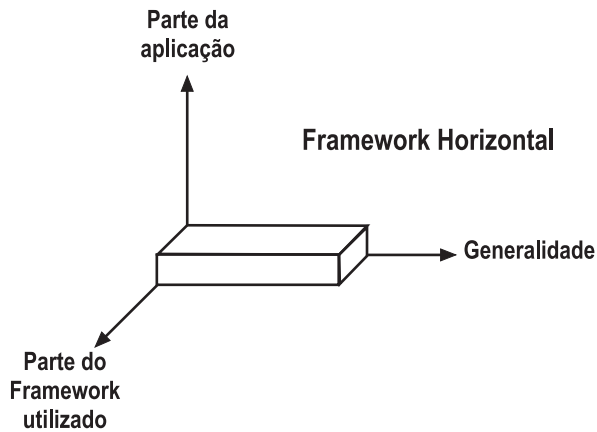 Parte da
aplicação
Framework Horizontal
Generalidade
Parte do
Framework
utilizado